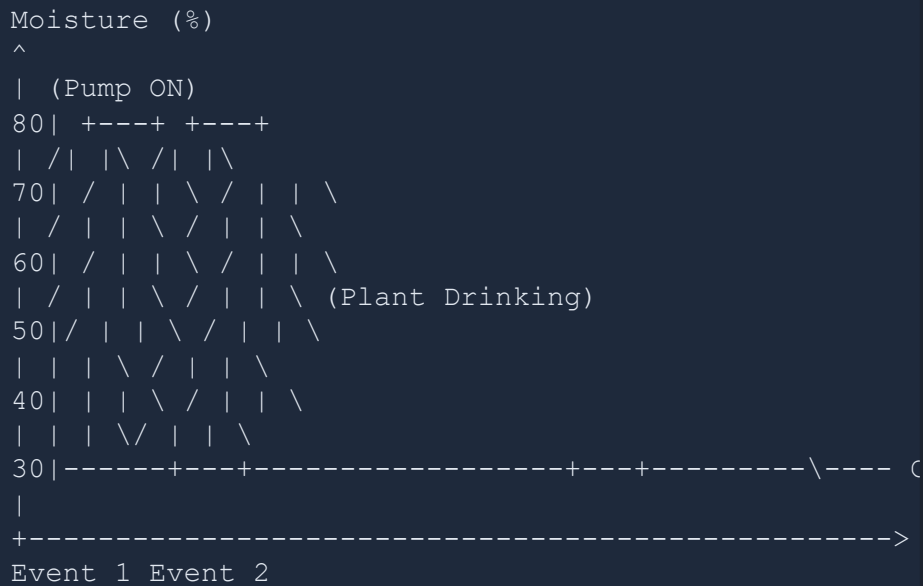 Moisture (%)
^
| (Pump ON)
80| +---+ +---+
| /| |\ /| |\
70| / | | \ / | | \
| / | | \ / | | \
60| / | | \ / | | \
| / | | \ / | | \ (Plant Drinking)
50|/ | | \ / | | \
| | | \ / | | \
40| | | \ / | | \
| | | \/ | | \
30|------+---+------------------+---+---------\----
|
+-------------------------------------------------->
Event 1 Event 2